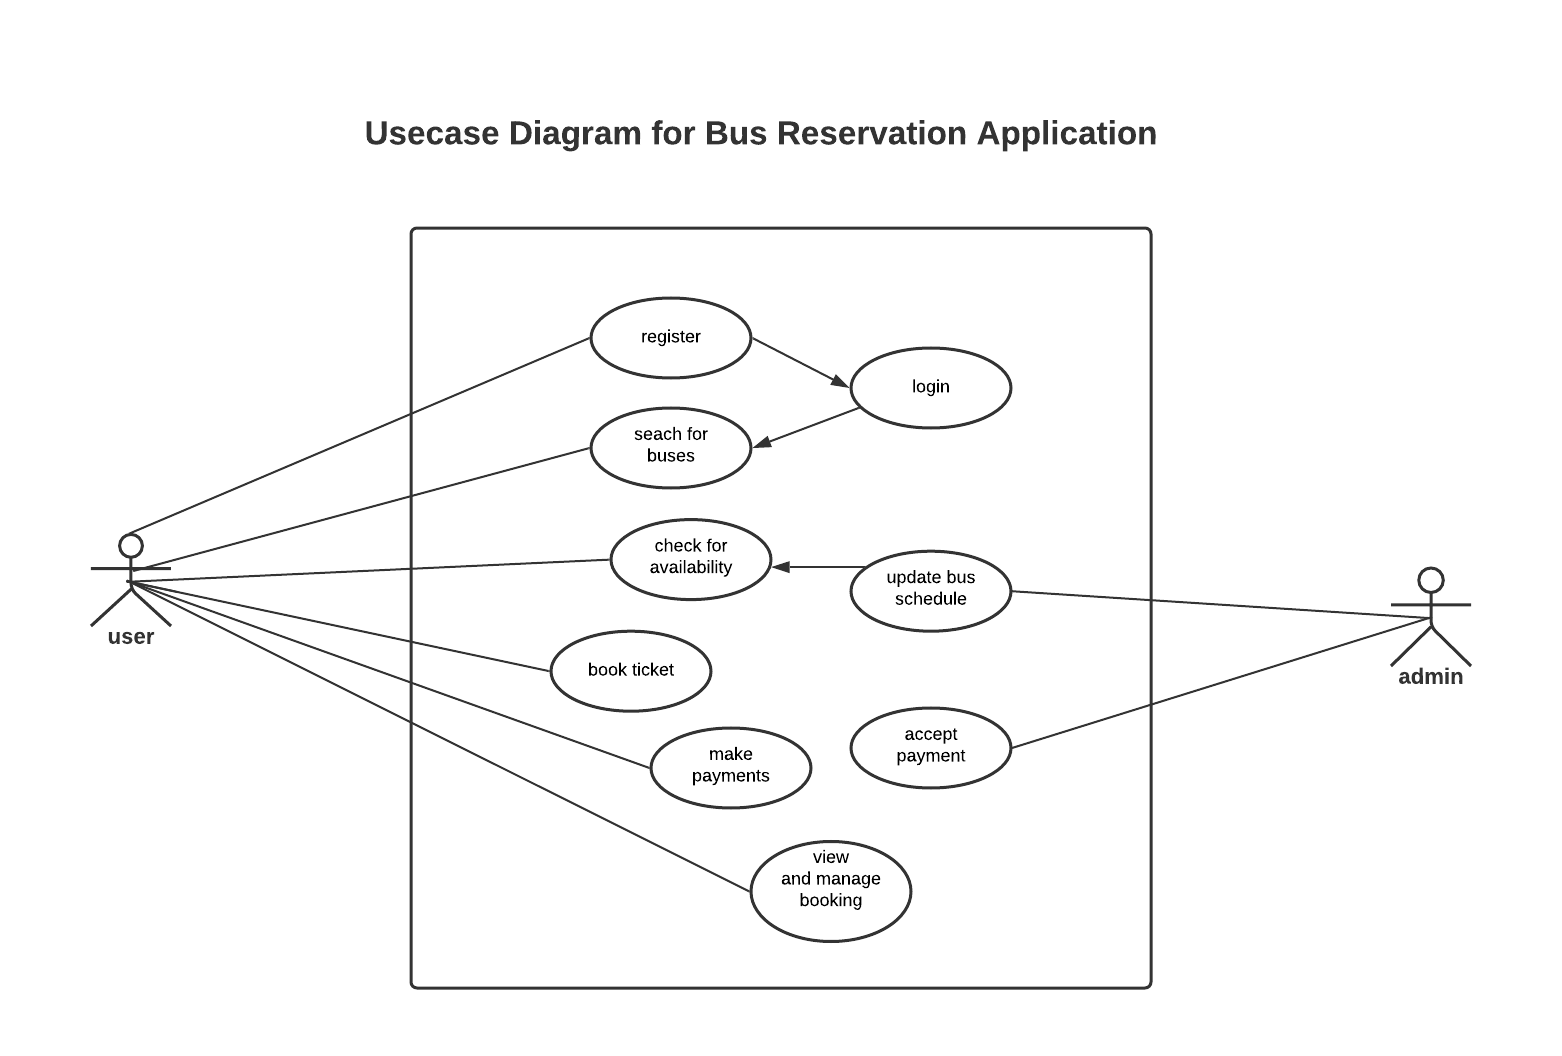 Usecase Diagram for Bus Reservation Application
register
login
seach for
buses
check for
availability
update bus
schedule
user
book ticket
admin
accept
payment
make
payments
view
and manage
booking